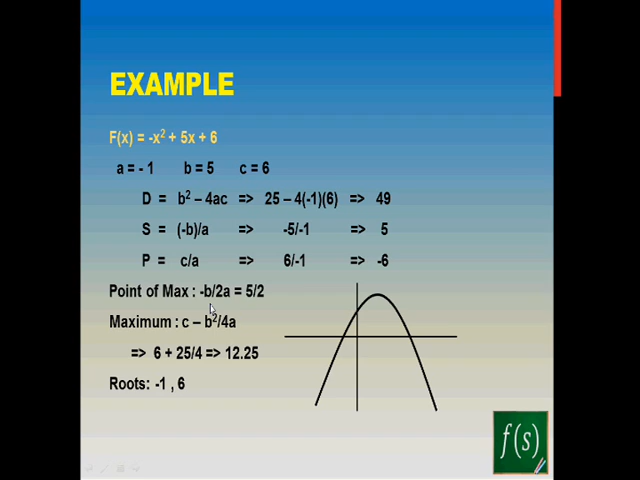 EXAMPLE
F(x) = -x² + 5x + 6
a = - 1 b = 5 c = 6
D = b² – 4ac => 25 – 4(-1)(6) => 49
S = (-b)/a => -5/-1 => 5
P = c/a => 6/-1 => -6
Point of Max : -b/2a = 5/2
Maximum : c – b²/4a
=> 6 + 25/4 => 12.25
Roots: -1 , 6
f(s)